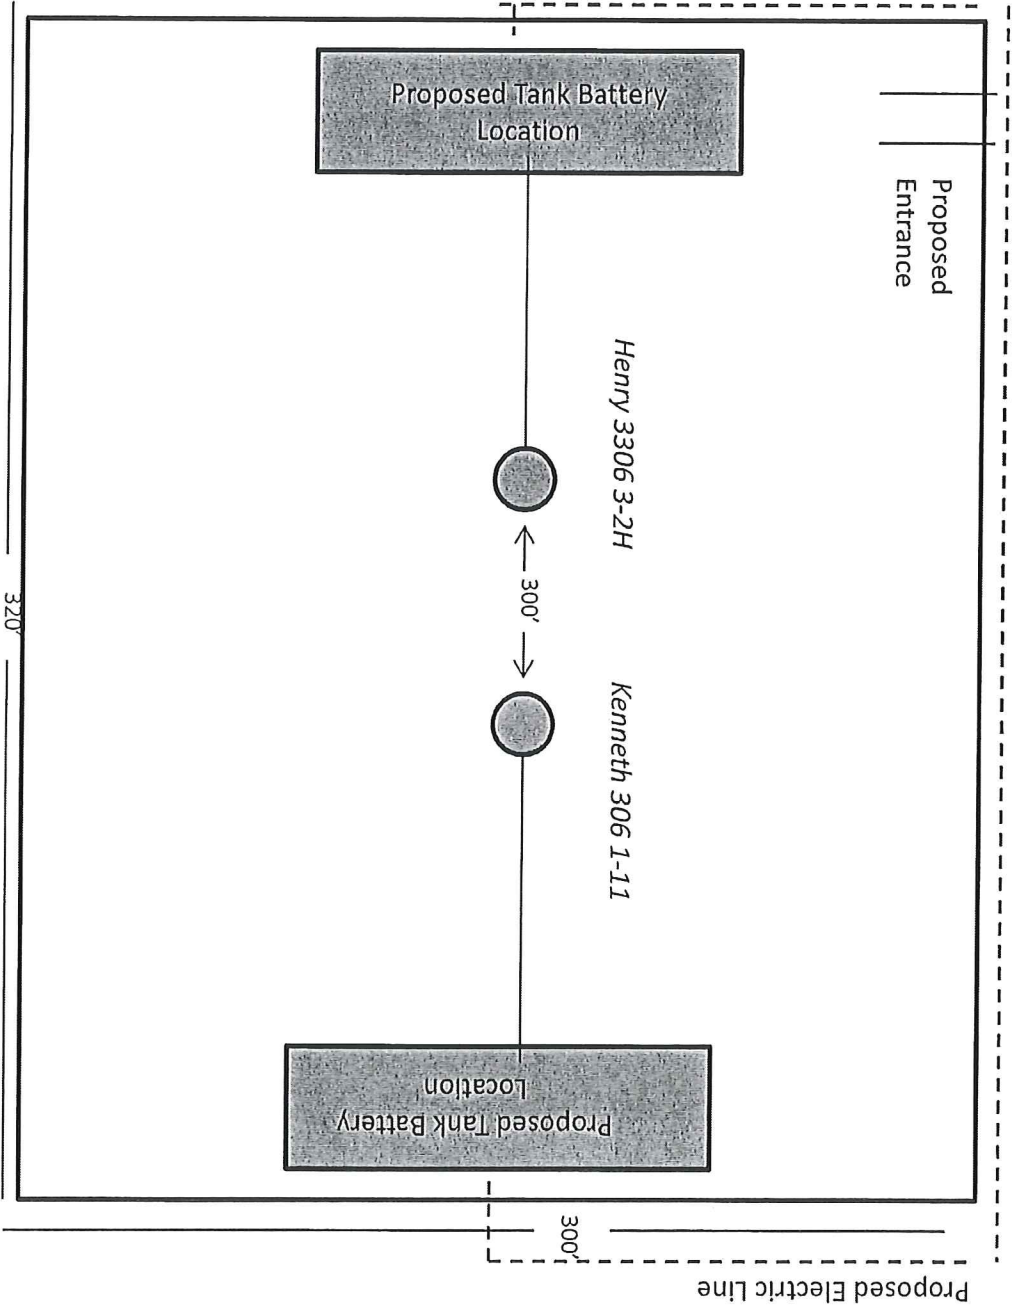 Proposed Tank Battery
Location
Proposed
Entrance
Henry 3306 3-2H
300'
320'
Kenneth 306 1-11
Proposed Tank Battery
Location
300'
Proposed Electric Line